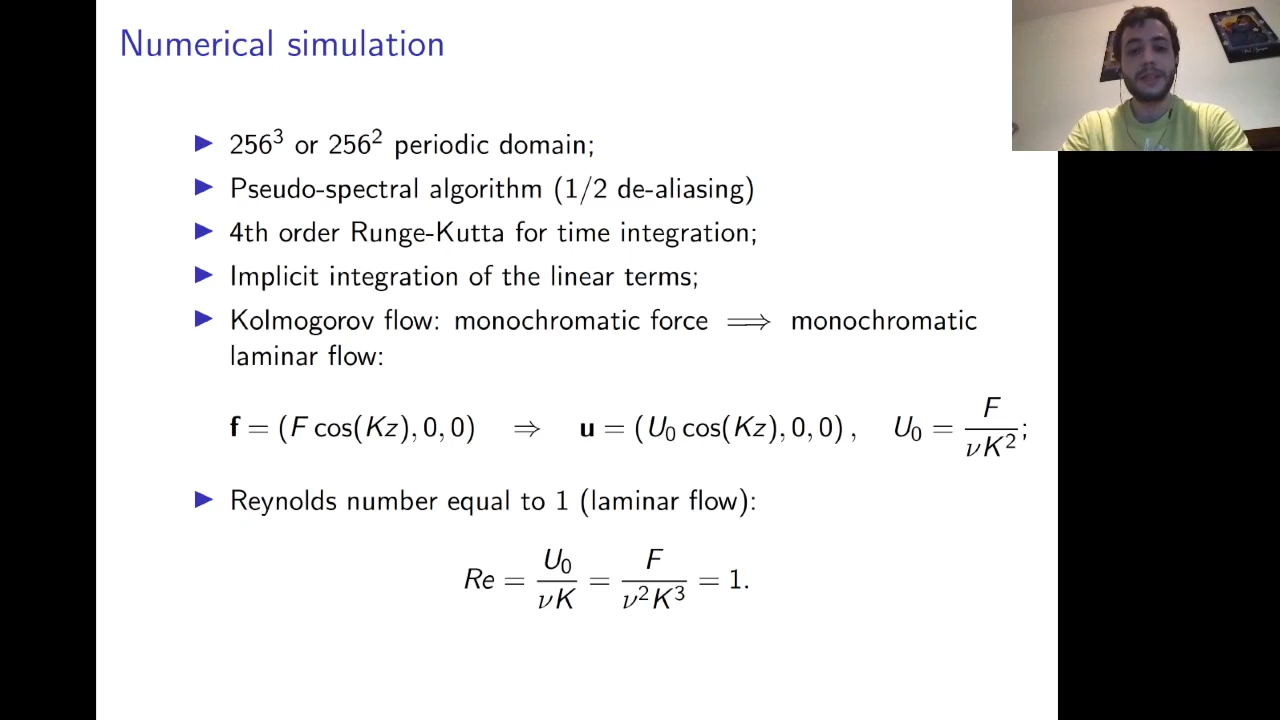 Numerical simulation
▶ 256³ or 256² periodic domain;
▶ Pseudo-spectral algorithm (1/2 de-aliasing)
▶ 4th order Runge-Kutta for time integration;
▶ Implicit integration of the linear terms;
▶ Kolmogorov flow: monochromatic force ⟹ monochromatic
laminar flow:
f = (F cos(Kz), 0, 0) ⇒ u = (U₀ cos(Kz), 0, 0) , U₀ = F/(νK²);
▶ Reynolds number equal to 1 (laminar flow):
Re = U₀/(νK) = F/(ν²K³) = 1.